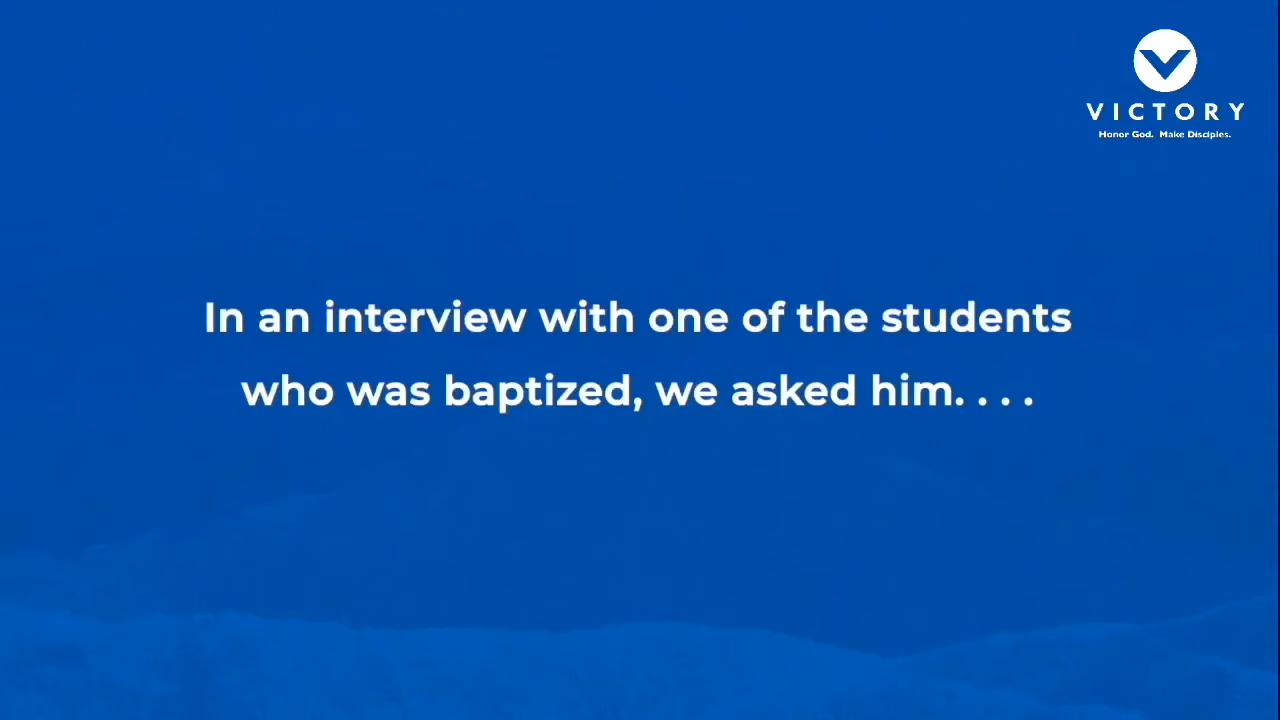 VICTORY
Honor God. Make Disciples.
In an interview with one of the students
who was baptized, we asked him. . . .